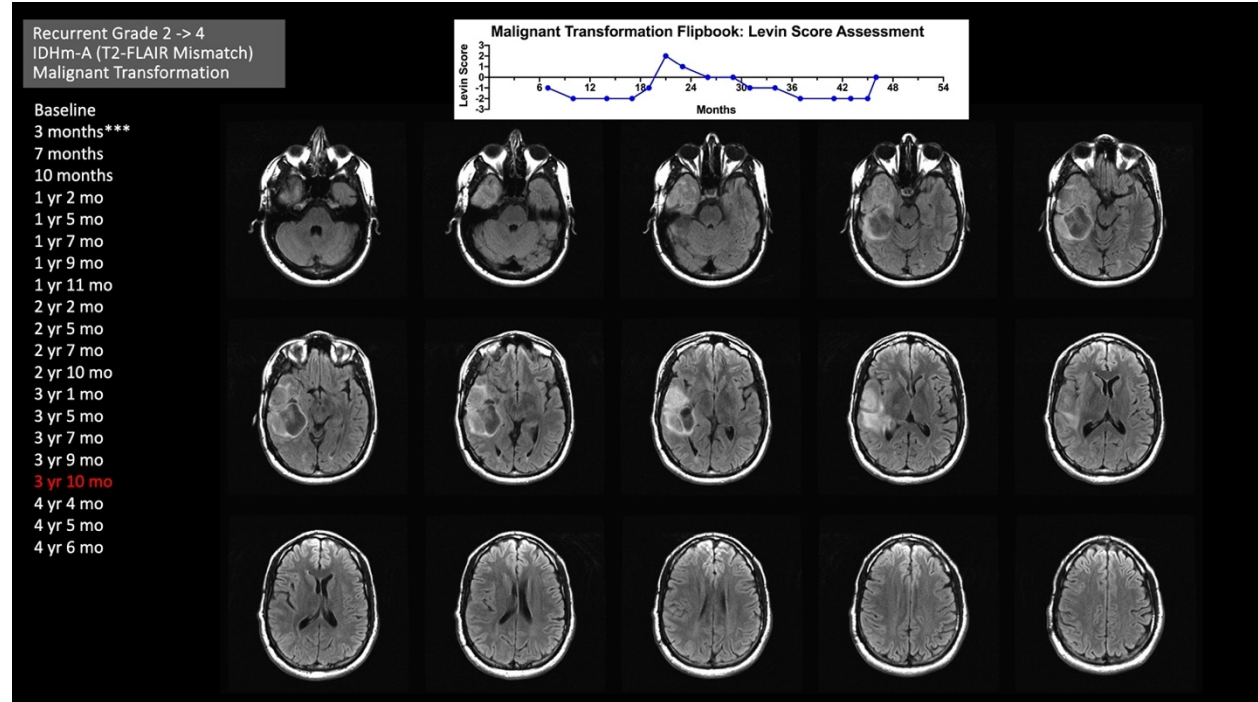 Recurrent Grade 2 -> 4
IDHm-A (T2-FLAIR Mismatch)
Malignant Transformation
Malignant Transformation Flipbook: Levin Score Assessment
Levin Score
3
2
1
0
-1
-2
-3
6
12
18
24
30
36
42
48
54
Months
Baseline
3 months***
7 months
10 months
1 yr 2 mo
1 yr 5 mo
1 yr 7 mo
1 yr 9 mo
1 yr 11 mo
2 yr 2 mo
2 yr 5 mo
2 yr 7 mo
2 yr 10 mo
3 yr 1 mo
3 yr 5 mo
3 yr 7 mo
3 yr 9 mo
3 yr 10 mo
4 yr 4 mo
4 yr 5 mo
4 yr 6 mo